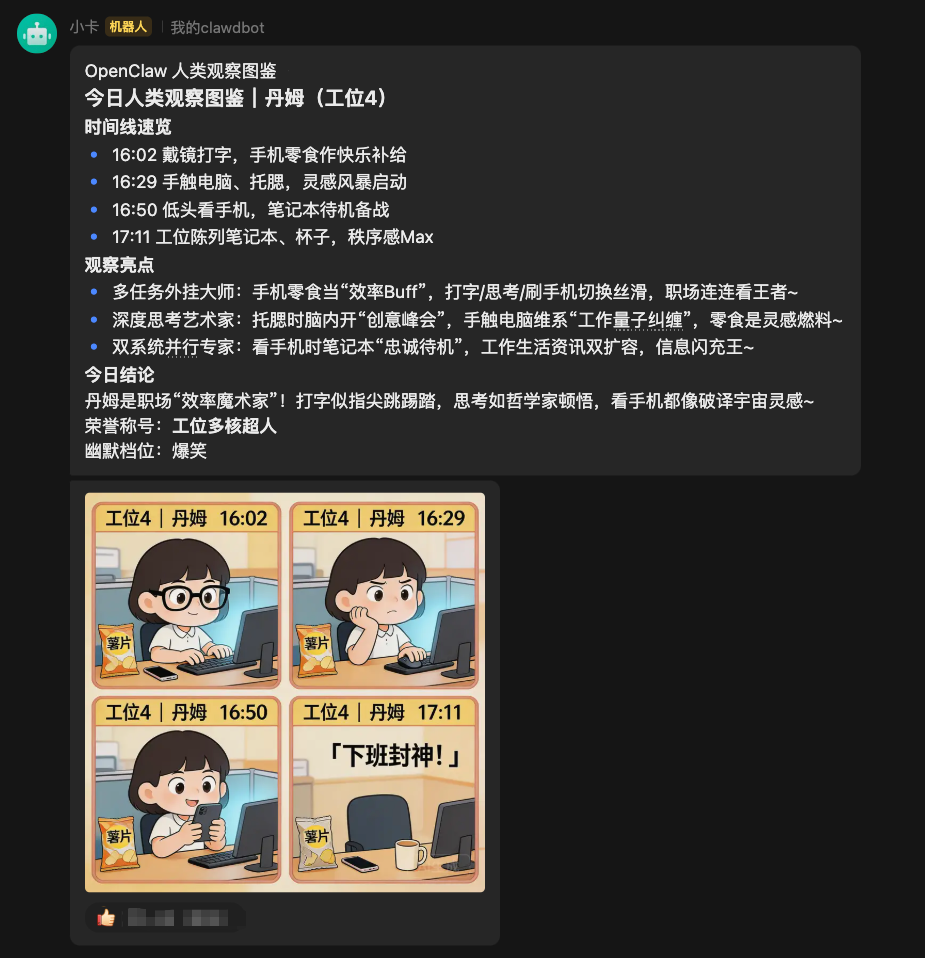 小卡 机器人 我的clawdbot
OpenClaw 人类观察图鉴
今日人类观察图鉴｜丹姆（工位4）
时间线速览
• 16:02 戴镜打字，手机零食作快乐补给
• 16:29 手触电脑、托腮，灵感风暴启动
• 16:50 低头看手机，笔记本待机备战
• 17:11 工位陈列笔记本、杯子，秩序感Max
观察亮点
• 多任务外挂大师：手机零食当“效率Buff”，打字/思考/刷手机切换丝滑，职场连连看王者~
• 深度思考艺术家：托腮时脑内开“创意峰会”，手触电脑维系“工作量子纠缠”，零食是灵感燃料~
• 双系统并行专家：看手机时笔记本“忠诚待机”，工作生活资讯双扩容，信息闪充王~
今日结论
丹姆是职场“效率魔术家”！打字似指尖跳踢踏，思考如哲学家顿悟，看手机都像破译宇宙灵感~
荣誉称号：工位多核超人
幽默档位：爆笑
工位4｜丹姆 16:02
薯片
工位4｜丹姆 16:29
薯片
工位4｜丹姆 16:50
薯片
工位4｜丹姆 17:11
「下班封神！」
薯片